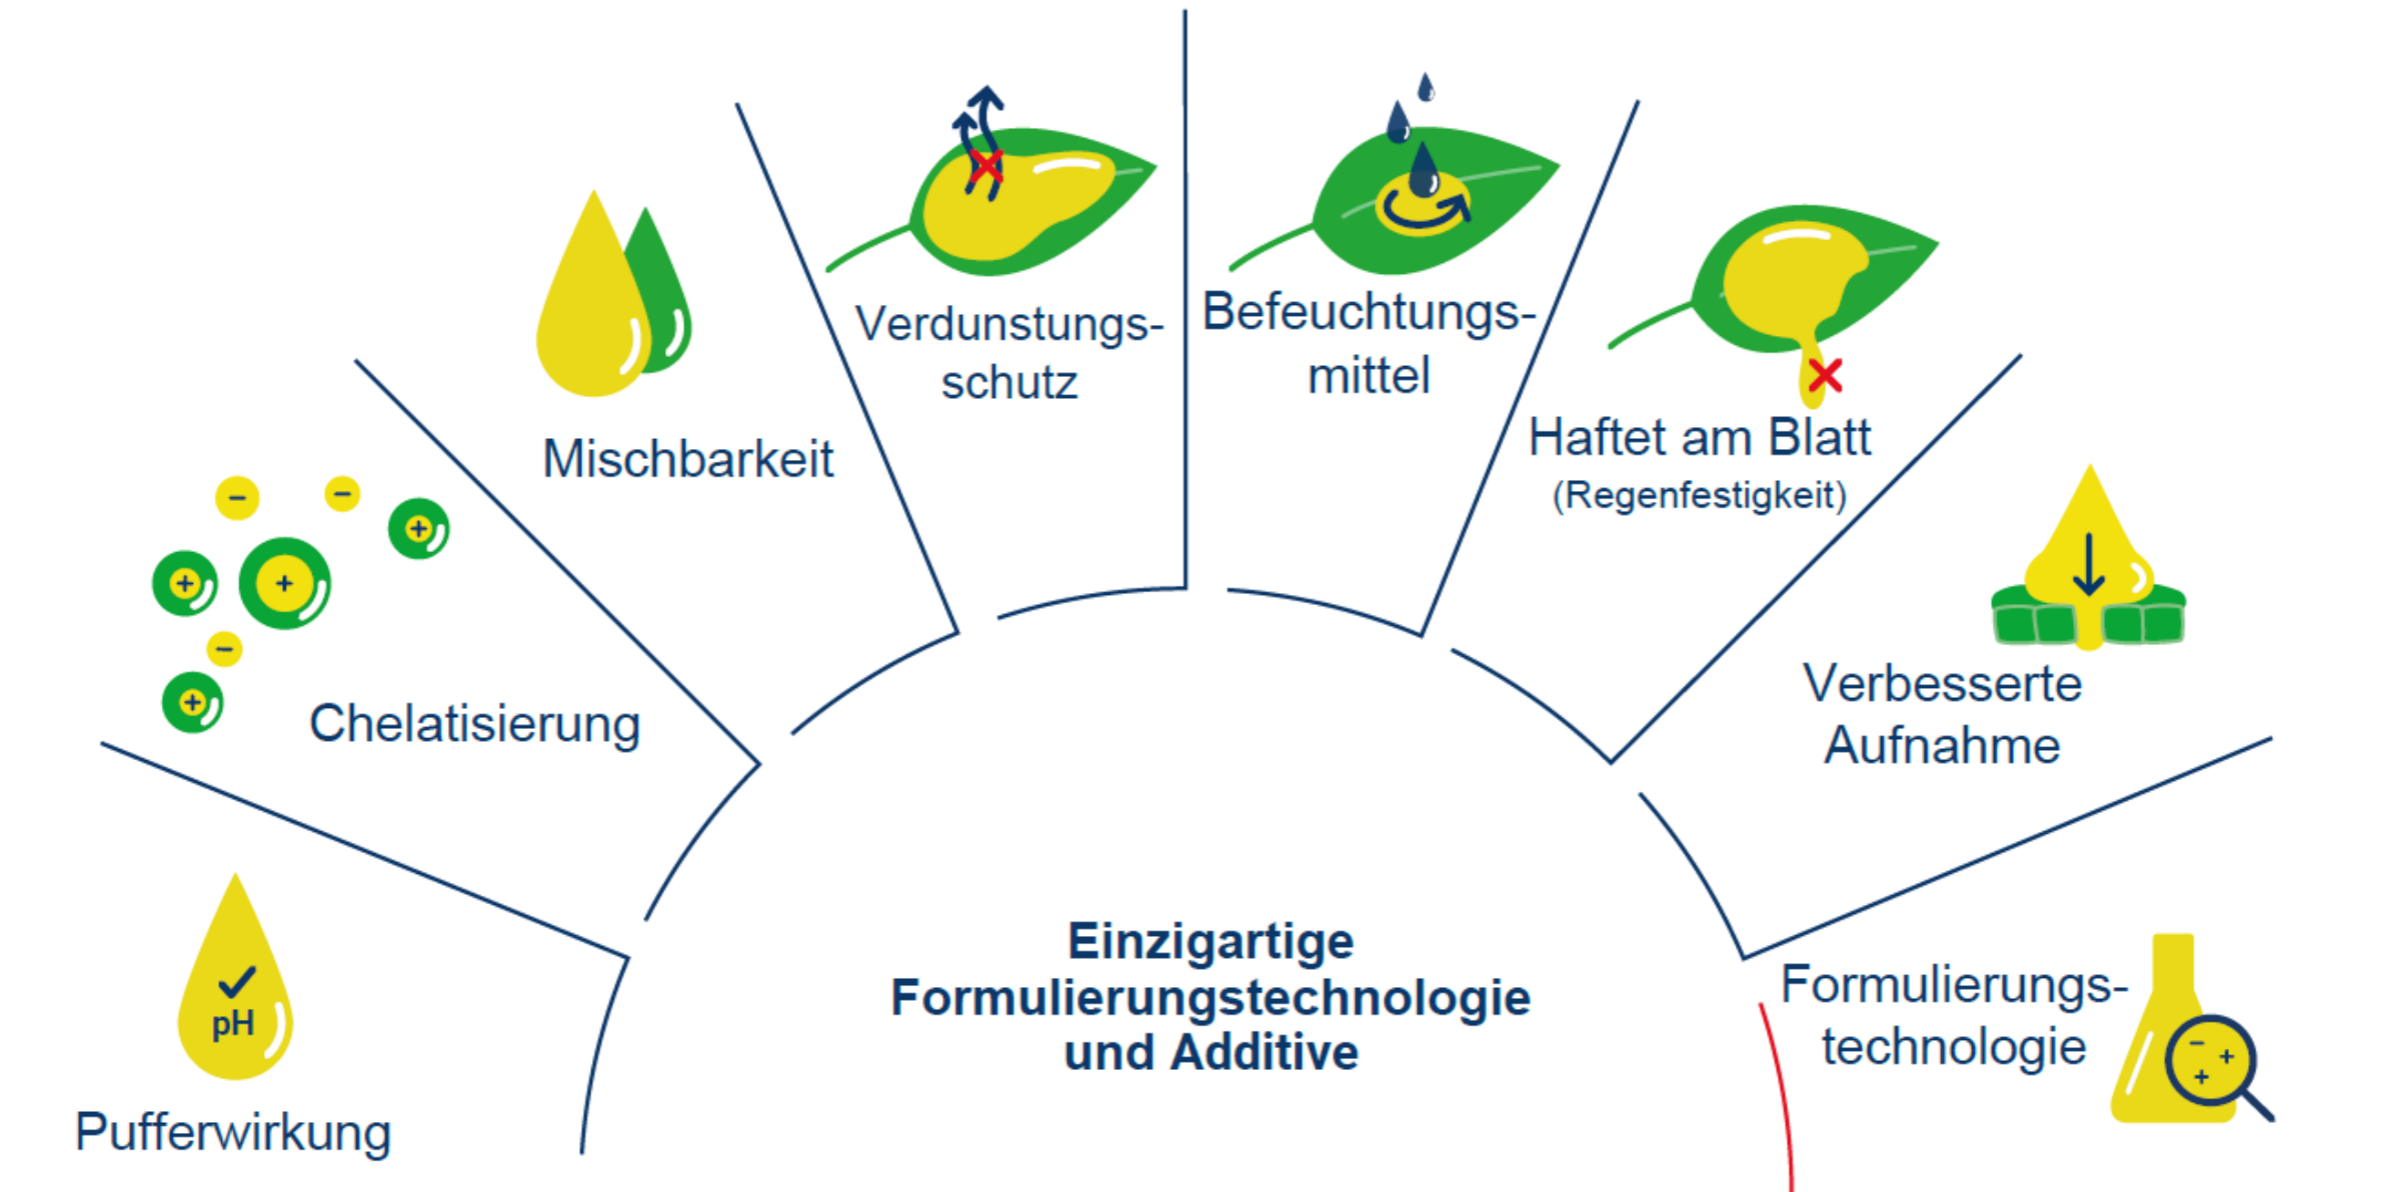 Verdunstungs-
schutz
Befeuchtungs-
mittel
Mischbarkeit
Haftet am Blatt
(Regenfestigkeit)
Chelatisierung
Verbesserte
Aufnahme
pH
Pufferwirkung
Einzigartige
Formulierungstechnologie
und Additive
Formulierungs-
technologie